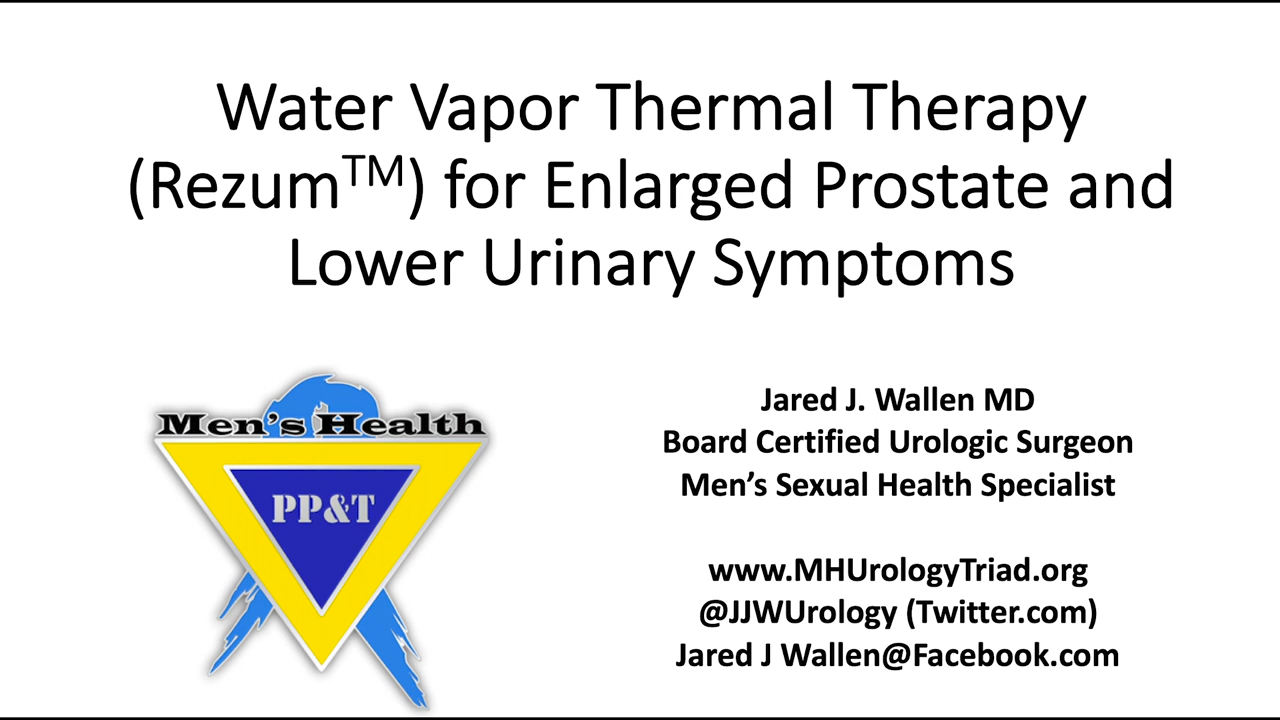 Water Vapor Thermal Therapy
(Rezum™) for Enlarged Prostate and
Lower Urinary Symptoms
Men's Health
PP&T
Jared J. Wallen MD
Board Certified Urologic Surgeon
Men’s Sexual Health Specialist
www.MHUrologyTriad.org
@JJWUrology (Twitter.com)
Jared J Wallen@Facebook.com